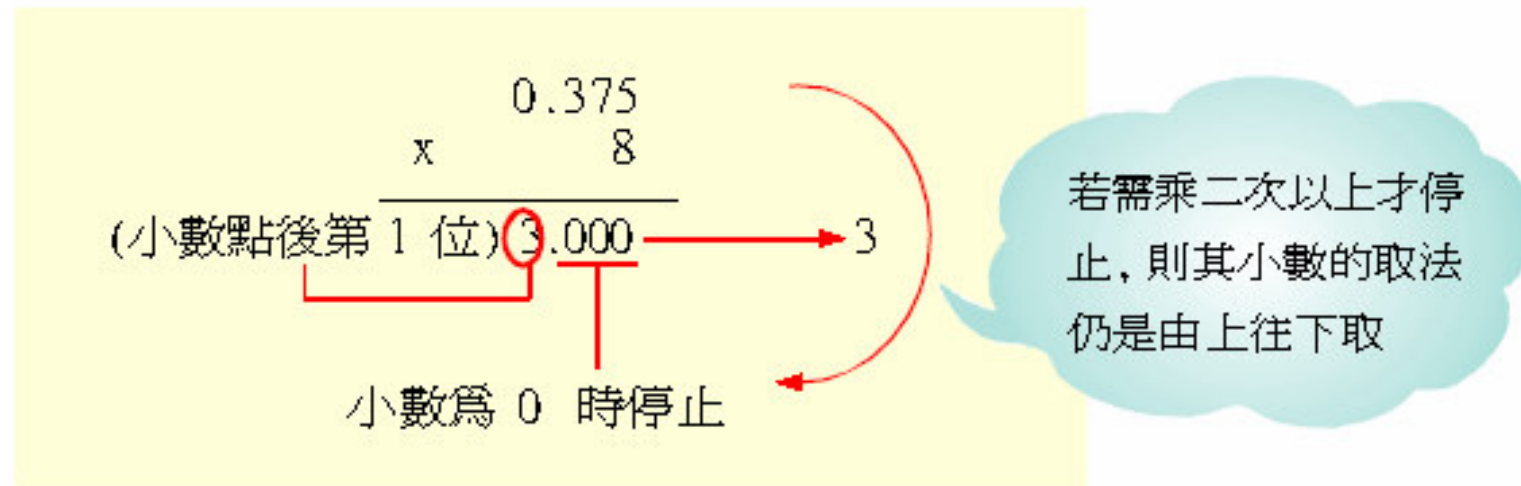 0.375
x 8
(小數點後第 1 位)3.000 3
小數爲 0 時停止
若需乘二次以上才停
止，則其小數的取法
仍是由上往下取